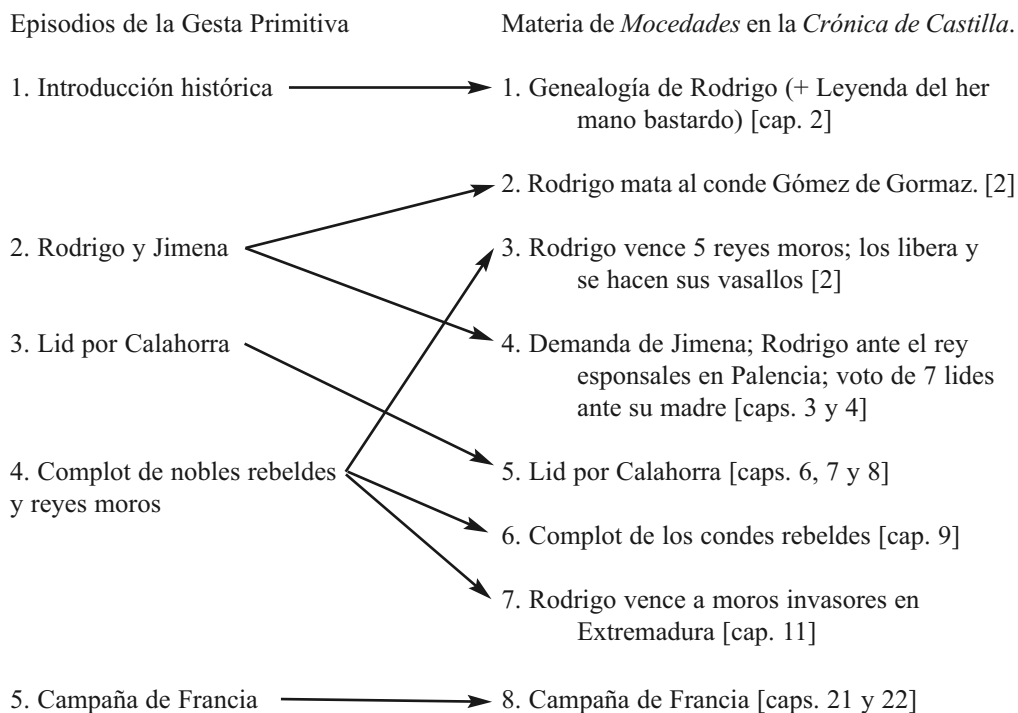 Episodios de la Gesta Primitiva
Materia de Mocedades en la Crónica de Castilla.
1. Introducción histórica
1. Genealogía de Rodrigo (+ Leyenda del her
mano bastardo) [cap. 2]
2. Rodrigo mata al conde Gómez de Gormaz. [2]
2. Rodrigo y Jimena
3. Rodrigo vence 5 reyes moros; los libera y
se hacen sus vasallos [2]
3. Lid por Calahorra
4. Demanda de Jimena; Rodrigo ante el rey
esponsales en Palencia; voto de 7 lides
ante su madre [caps. 3 y 4]
4. Complot de nobles rebeldes
y reyes moros
5. Lid por Calahorra [caps. 6, 7 y 8]
6. Complot de los condes rebeldes [cap. 9]
7. Rodrigo vence a moros invasores en
Extremadura [cap. 11]
5. Campaña de Francia
8. Campaña de Francia [caps. 21 y 22]